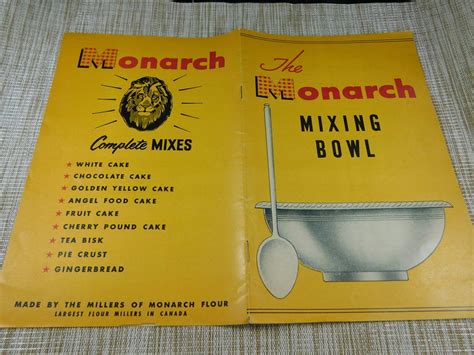 Monarch
Complete MIXES
★ WHITE CAKE
★ CHOCOLATE CAKE
★ GOLDEN YELLOW CAKE
★ ANGEL FOOD CAKE
★ FRUIT CAKE
★ CHERRY POUND CAKE
★ TEA BISK
★ PIE CRUST
★ GINGERBREAD
MADE BY THE MILLERS OF MONARCH FLOUR
LARGEST FLOUR MILLERS IN CANADA
The
Monarch
MIXING
BOWL